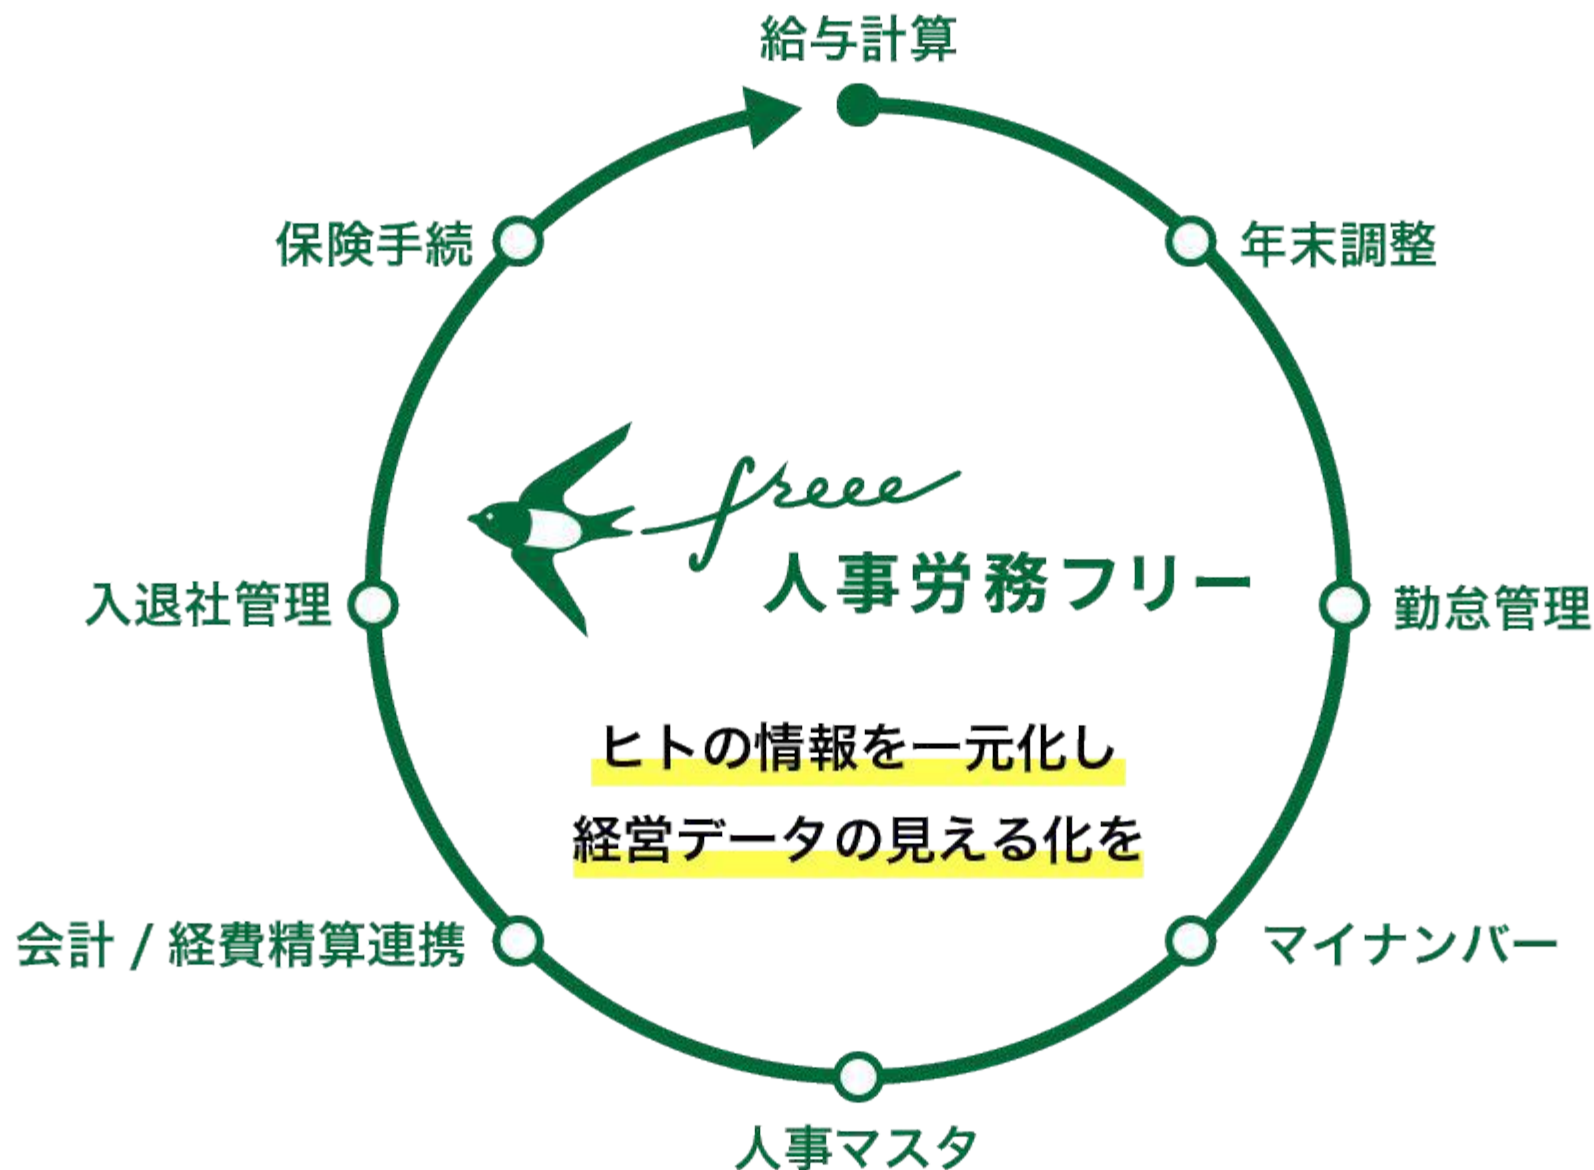 給与計算
年末調整
勤怠管理
マイナンバー
人事マスタ
会計 / 経費精算連携
入退社管理
保険手続
freee
人事労務フリー
ヒトの情報を一元化し
経営データの見える化を